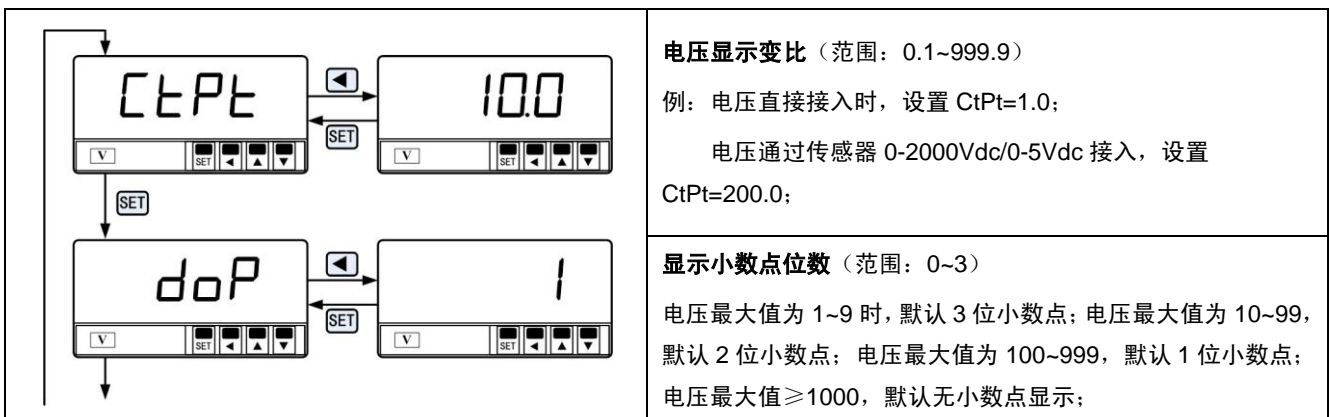 CtPt
◀
10.0
SET
V
SET ◀ ▲ ▼
V
SET ◀ ▲ ▼
SET
doP
◀
1
SET
V
SET ◀ ▲ ▼
V
SET ◀ ▲ ▼
电压显示变比（范围：0.1~999.9）
例：电压直接接入时，设置 CtPt=1.0；
电压通过传感器 0-2000Vdc/0-5Vdc 接入，设置
CtPt=200.0；
显示小数点位数（范围：0~3）
电压最大值为 1~9 时，默认 3 位小数点；电压最大值为 10~99，
默认 2 位小数点；电压最大值为 100~999，默认 1 位小数点；
电压最大值≥1000，默认无小数点显示；